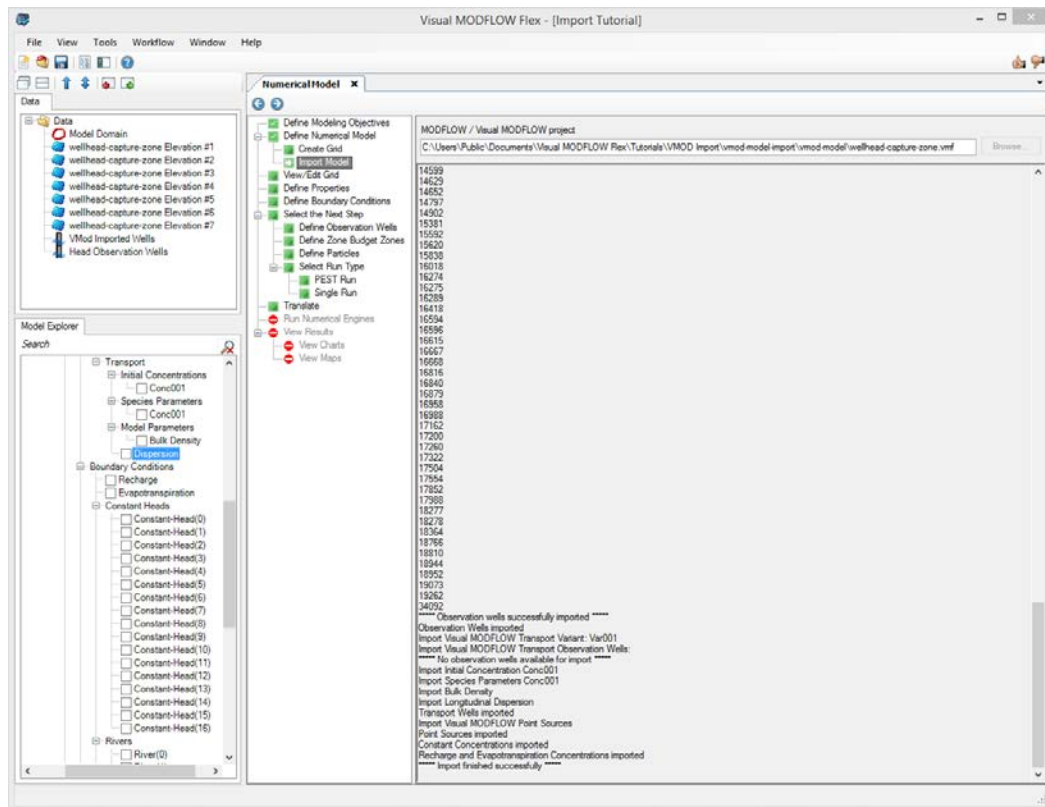 Visual MODFLOW Flex - [Import Tutorial]
File View Tools Workflow Window Help
Data
Data
Model Domain
wellhead-capture-zone Elevation #1
wellhead-capture-zone Elevation #2
wellhead-capture-zone Elevation #3
wellhead-capture-zone Elevation #4
wellhead-capture-zone Elevation #5
wellhead-capture-zone Elevation #6
wellhead-capture-zone Elevation #7
VMod Imported Wells
Head Observation Wells
Model Explorer
Search
Transport
Initial Concentrations
Conc001
Species Parameters
Conc001
Model Parameters
Bulk Density
Dispersion
Boundary Conditions
Recharge
Evapotranspiration
Constant Heads
Constant-Head(0)
Constant-Head(1)
Constant-Head(2)
Constant-Head(3)
Constant-Head(4)
Constant-Head(5)
Constant-Head(6)
Constant-Head(7)
Constant-Head(8)
Constant-Head(9)
Constant-Head(10)
Constant-Head(11)
Constant-Head(12)
Constant-Head(13)
Constant-Head(14)
Constant-Head(15)
Constant-Head(16)
Rivers
River(0)
NumericalModel
Define Modeling Objectives
Define Numerical Model
Create Grid
Import Model
View/Edit Grid
Define Properties
Define Boundary Conditions
Select the Next Step
Define Observation Wells
Define Zone Budget Zones
Define Particles
Select Run Type
PEST Run
Single Run
Translate
Run Numerical Engines
View Results
View Charts
View Maps
MODFLOW / Visual MODFLOW project
C:\Users\Public\Documents\Visual MODFLOW Flex\Tutorials\VMOD Import\vmod-model-import\vmod-model\wellhead-capture-zone.vmf Browse...
14599
14629
14652
14797
14902
15381
15592
15620
15838
16018
16274
16275
16289
16418
16594
16596
16615
16667
16668
16816
16840
16879
16958
16988
17162
17200
17260
17322
17504
17554
17852
17988
18277
18278
18364
18766
18810
18944
18952
19073
19262
34092
***** Observation wells successfully imported *****
Observation Wells imported
Import Visual MODFLOW Transport Variant: Var001
Import Visual MODFLOW Transport Observation Wells:
***** No observation wells available for import *****
Import Initial Concentration Conc001
Import Species Parameters Conc001
Import Bulk Density
Import Longitudinal Dispersion
Transport Wells imported
Import Visual MODFLOW Point Sources
Point Sources imported
Constant Concentrations imported
Recharge and Evapotranspiration Concentrations imported
***** Import finished successfully *****